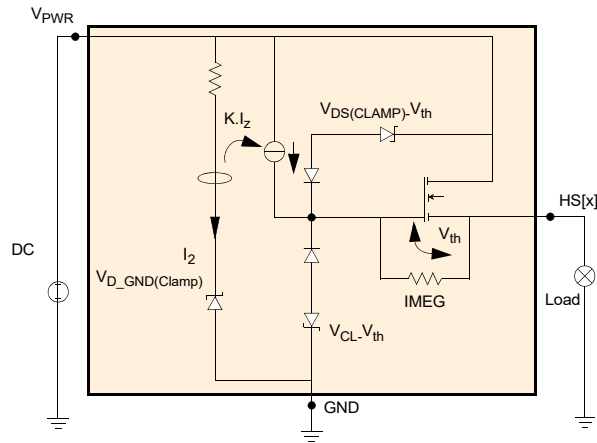 VPWR
VDS(CLAMP)-Vth
K.Iz
HS[x]
DC
I2
VD_GND(Clamp)
Vth
IMEG
Load
VCL-Vth
GND